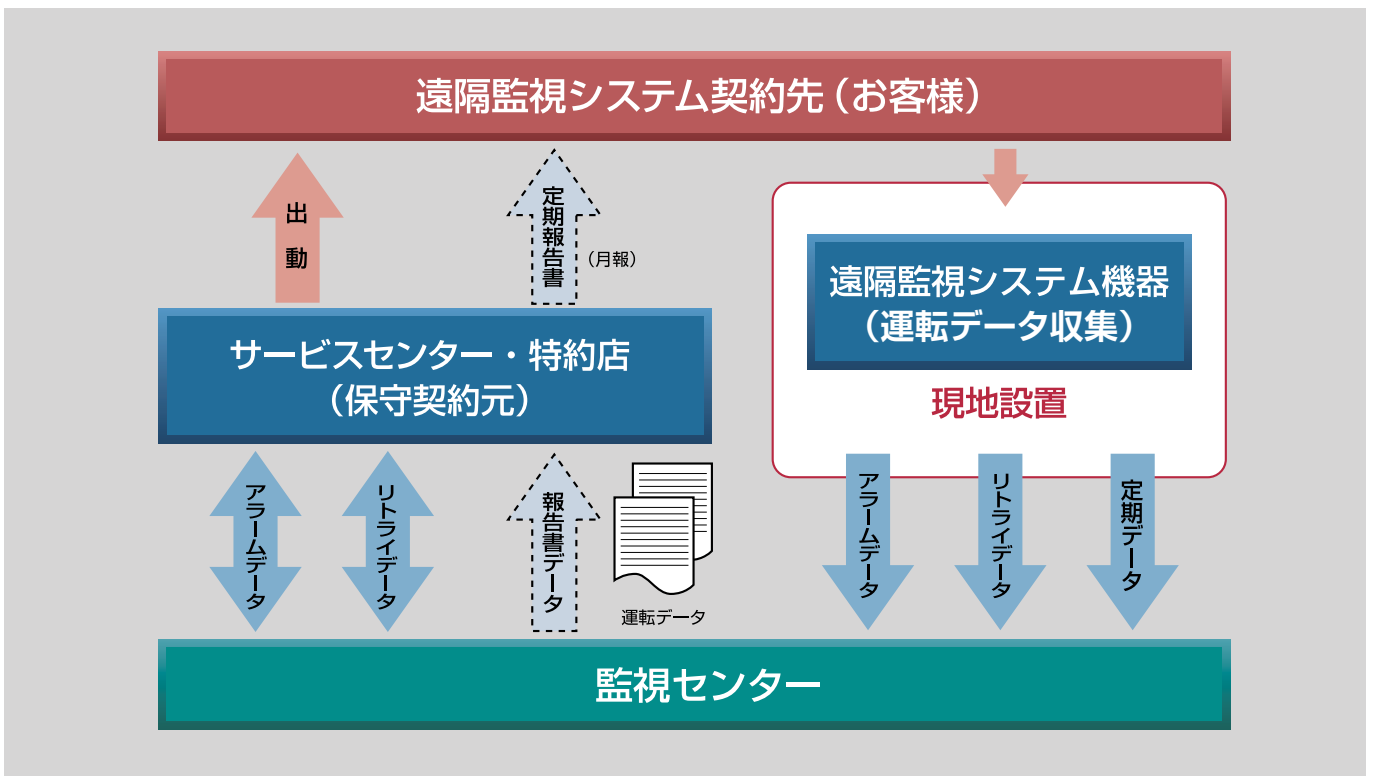 遠隔監視システム契約先（お客様）
出動
定期報告書
（月報）
遠隔監視システム機器
（運転データ収集）
現地設置
サービスセンター・特約店
（保守契約元）
アラームデータ
リトライデータ
報告書データ
運転データ
アラームデータ
リトライデータ
定期データ
監視センター